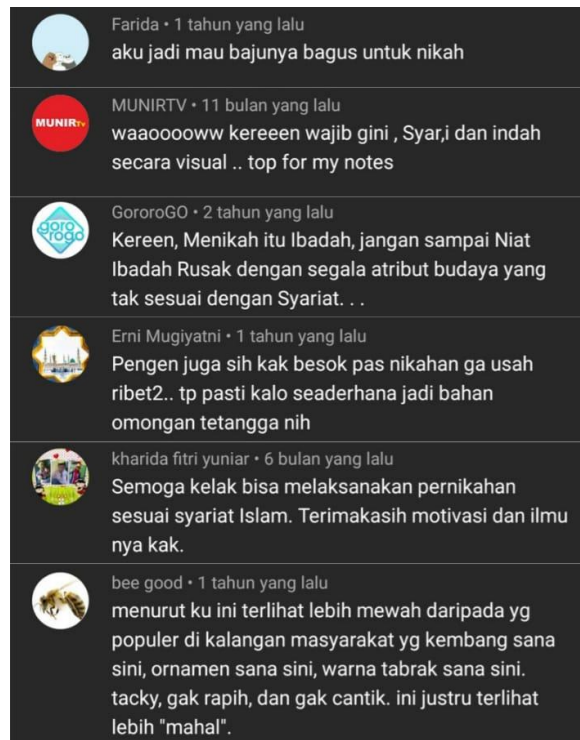 Farida • 1 tahun yang lalu
aku jadi mau bajunya bagus untuk nikah
MUNIRTV
MUNIRTV • 11 bulan yang lalu
waaooooww kereeen wajib gini , Syar,i dan indah
secara visual .. top for my notes
goro
rogo
GororoGO • 2 tahun yang lalu
Kereen, Menikah itu Ibadah, jangan sampai Niat
Ibadah Rusak dengan segala atribut budaya yang
tak sesuai dengan Syariat. . .
Erni Mugiyatni • 1 tahun yang lalu
Pengen juga sih kak besok pas nikahan ga usah
ribet2.. tp pasti kalo seaderhana jadi bahan
omongan tetangga nih
kharida fitri yuniar • 6 bulan yang lalu
Semoga kelak bisa melaksanakan pernikahan
sesuai syariat Islam. Terimakasih motivasi dan ilmu
nya kak.
bee good • 1 tahun yang lalu
menurut ku ini terlihat lebih mewah daripada yg
populer di kalangan masyarakat yg kembang sana
sini, ornamen sana sini, warna tabrak sana sini.
tacky, gak rapih, dan gak cantik. ini justru terlihat
lebih "mahal".